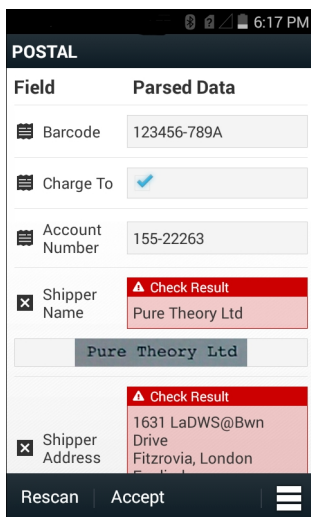 6:17 PM
POSTAL
Field Parsed Data
Barcode 123456-789A
Charge To
Account
Number 155-22263
Check Result
Shipper
Name Pure Theory Ltd
Pure Theory Ltd
Check Result
1631 LaDWS@Bwn
Drive
Shipper
Address Fitzrovia, London
Rescan Accept